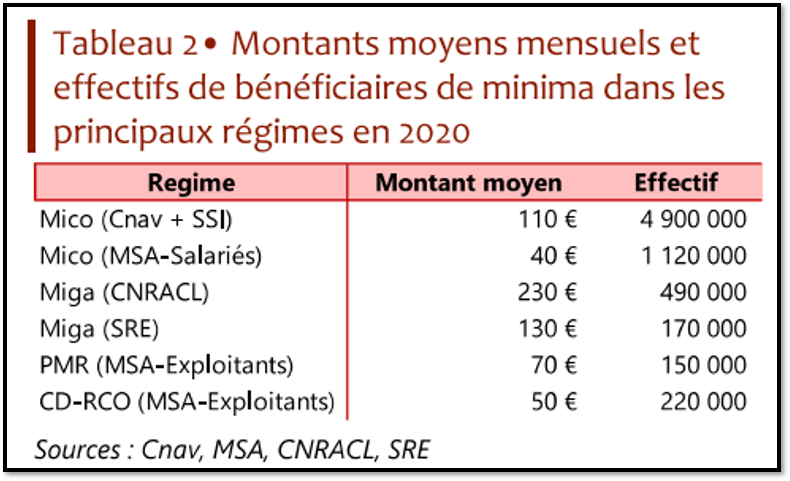 Tableau 2• Montants moyens mensuels et
effectifs de bénéficiaires de minima dans les
principaux régimes en 2020
Regime Montant moyen Effectif
Mico (Cnav + SSI) 110 € 4 900 000
Mico (MSA-Salariés) 40 € 1 120 000
Miga (CNRACL) 230 € 490 000
Miga (SRE) 130 € 170 000
PMR (MSA-Exploitants) 70 € 150 000
CD-RCO (MSA-Exploitants) 50 € 220 000
Sources : Cnav, MSA, CNRACL, SRE